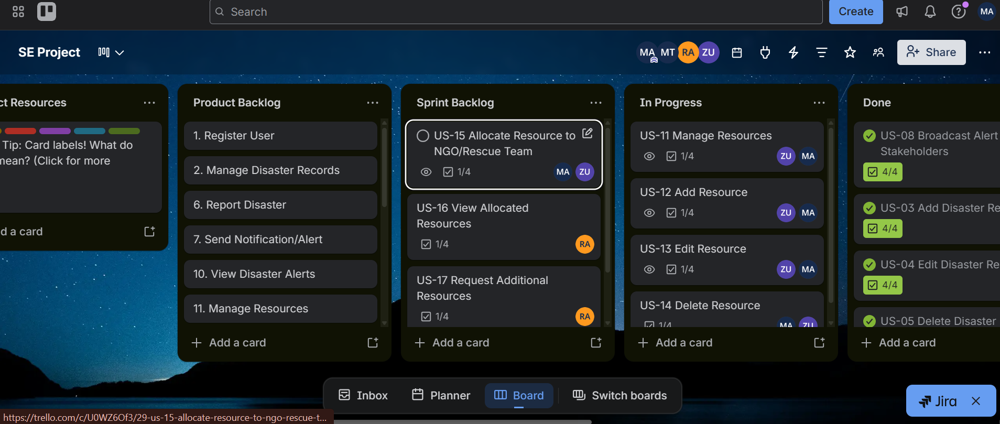 Search
Create
MA
SE Project
MA MT RA ZU
Share
ct Resources
Tip: Card labels! What do
mean? (Click for more
d a card
Product Backlog
1. Register User
2. Manage Disaster Records
6. Report Disaster
7. Send Notification/Alert
10. View Disaster Alerts
11. Manage Resources
Add a card
Sprint Backlog
US-15 Allocate Resource to
NGO/Rescue Team
1/4
MA ZU
US-16 View Allocated
Resources
1/4
RA
US-17 Request Additional
Resources
1/4
RA
Add a card
In Progress
US-11 Manage Resources
1/4
ZU MA
US-12 Add Resource
1/4
ZU MA
US-13 Edit Resource
1/4
ZU MA
US-14 Delete Resource
1/4
MA ZU
Add a card
Done
US-08 Broadcast Alert
Stakeholders
4/4
US-03 Add Disaster Re
4/4
US-04 Edit Disaster Re
4/4
US-05 Delete Disaster
Add a card
Inbox
Planner
Board
Switch boards
Jira
https://trello.com/c/U0WZ6Of3/29-us-15-allocate-resource-to-ngo-rescue-t...